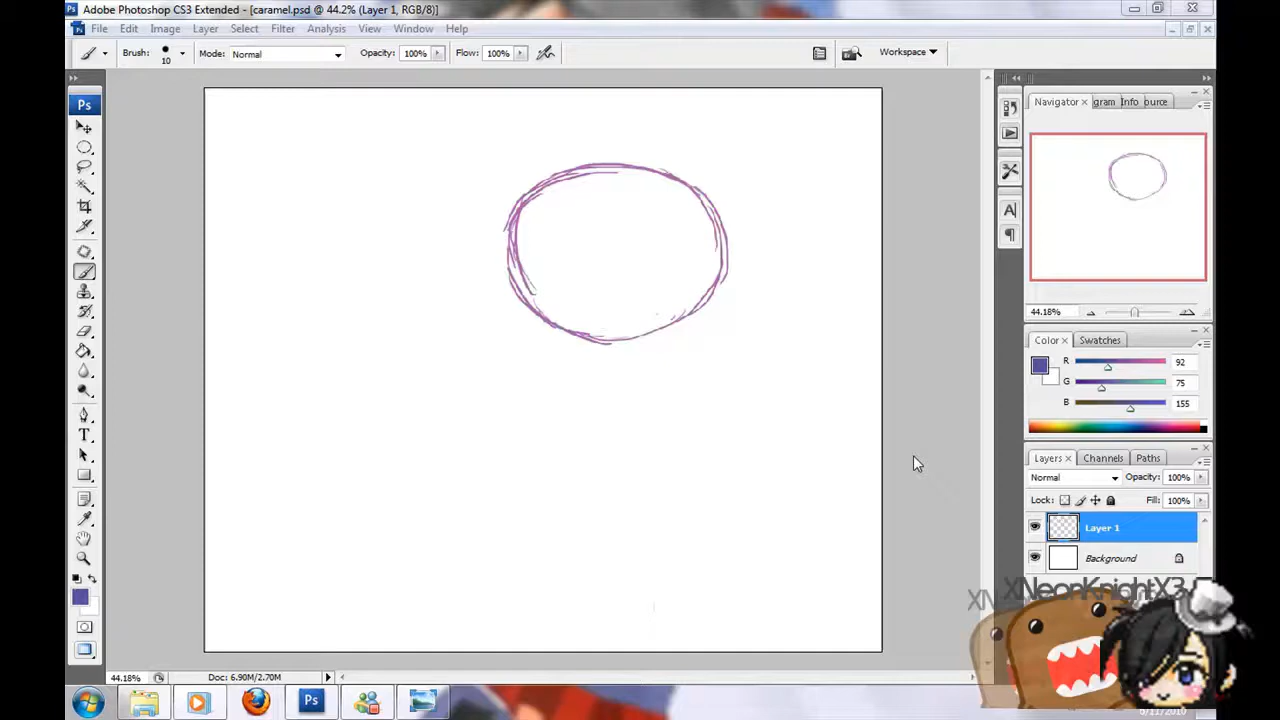 Adobe Photoshop CS3 Extended - [caramel.psd @ 44.2% (Layer 1, RGB/8)]
File Edit Image Layer Select Filter Analysis View Window Help
Brush: 10 Mode: Normal Opacity: 100% Flow: 100% Workspace
Ps
Navigator gram Info ource
44.18%
Color Swatches
R 92
G 75
B 155
Layers Channels Paths
Normal Opacity: 100%
Lock: Fill: 100%
Layer 1
Background
XNeonKnightX3
44.18% Doc: 6.90M/2.70M
Ps